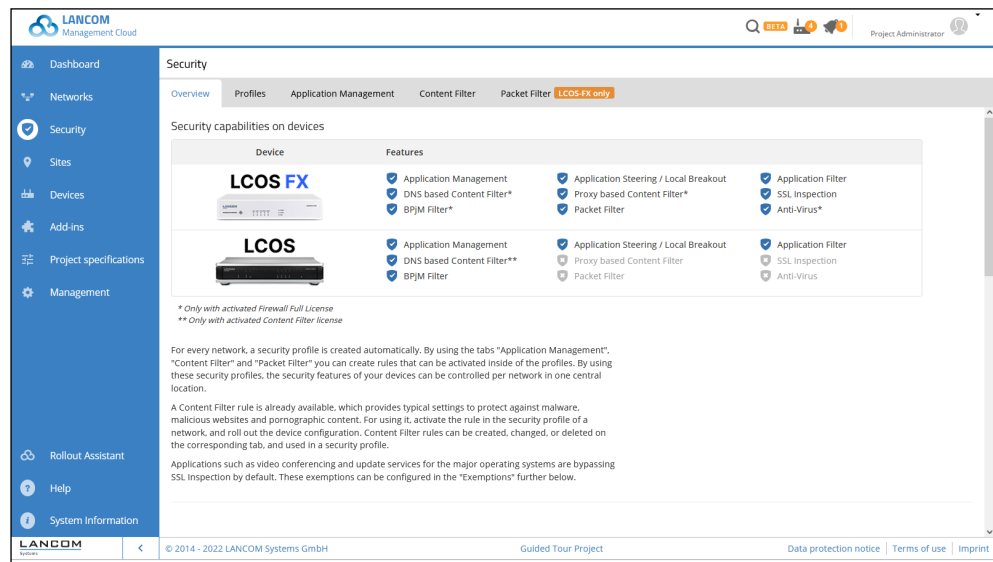 LANCOM
Management Cloud
BETA
4
1
Project Administrator
Dashboard
Networks
Security
Sites
Devices
Add-ins
Project specifications
Management
Rollout Assistant
Help
System Information
LANCOM
Systems
Security
Overview Profiles Application Management Content Filter Packet Filter LCOS-FX only
Security capabilities on devices
Device Features
LCOS FX
Application Management Application Steering / Local Breakout Application Filter
DNS based Content Filter* Proxy based Content Filter* SSL Inspection
BPjM Filter* Packet Filter Anti-Virus*
LCOS
Application Management Application Steering / Local Breakout Application Filter
DNS based Content Filter** Proxy based Content Filter SSL Inspection
BPjM Filter Packet Filter Anti-Virus
* Only with activated Firewall Full License
** Only with activated Content Filter license
For every network, a security profile is created automatically. By using the tabs "Application Management",
"Content Filter" and "Packet Filter" you can create rules that can be activated inside of the profiles. By using
these security profiles, the security features of your devices can be controlled per network in one central
location.
A Content Filter rule is already available, which provides typical settings to protect against malware,
malicious websites and pornographic content. For using it, activate the rule in the security profile of a
network, and roll out the device configuration. Content Filter rules can be created, changed, or deleted on
the corresponding tab, and used in a security profile.
Applications such as video conferencing and update services for the major operating systems are bypassing
SSL Inspection by default. These exemptions can be configured in the "Exemptions" further below.
© 2014 - 2022 LANCOM Systems GmbH Guided Tour Project Data protection notice Terms of use Imprint